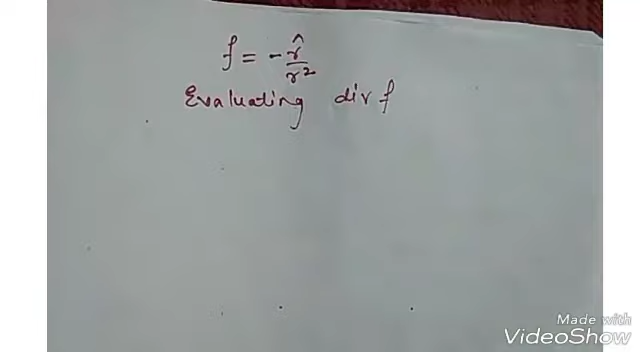 f = - r̂/r²
Evaluating div f
Made with
VideoShow